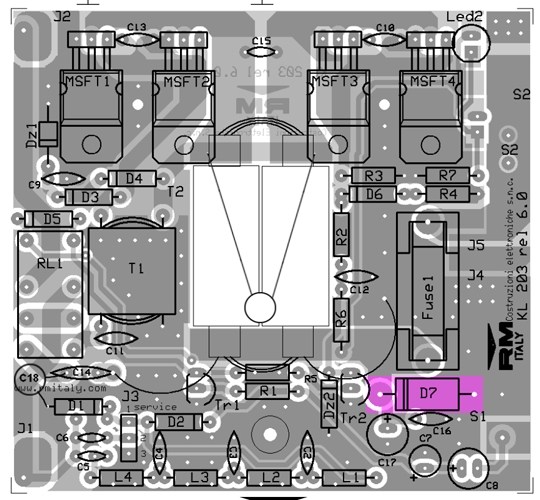 J2
C13
C10
Led2
C15
203 rel 6.0
MSFT1
MSFT2
MSFT3
MSFT4
RM
S2
Dz1
S2
C9
D4
D3
T2
R3
R7
D6
R4
D5
RL1
T1
R2
C12
R6
Fuse1
J5
J4
Costruzioni elettroniche s.n.c.
KL 203 rel 6.0
RM
ITALY
C11
C18
C14
www.rmitaly.com
R5
R1
Tr1
Dz2
Tr2
D7
S1
D1
J3
service
1
2
3
D2
C16
J1
C6
C5
C4
C3
C17
C7
C8
L4
L3
L2
L1